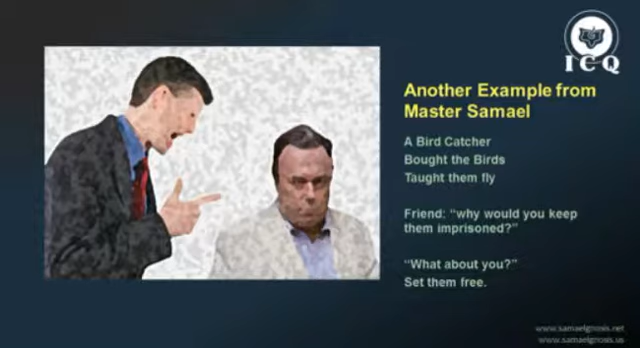 ICQ
Another Example from
Master Samael
A Bird Catcher
Bought the Birds
Taught them fly
Friend: "why would you keep
them imprisoned?"
"What about you?"
Set them free.
www.samaelgnosis.net
www.samaelgnosis.us